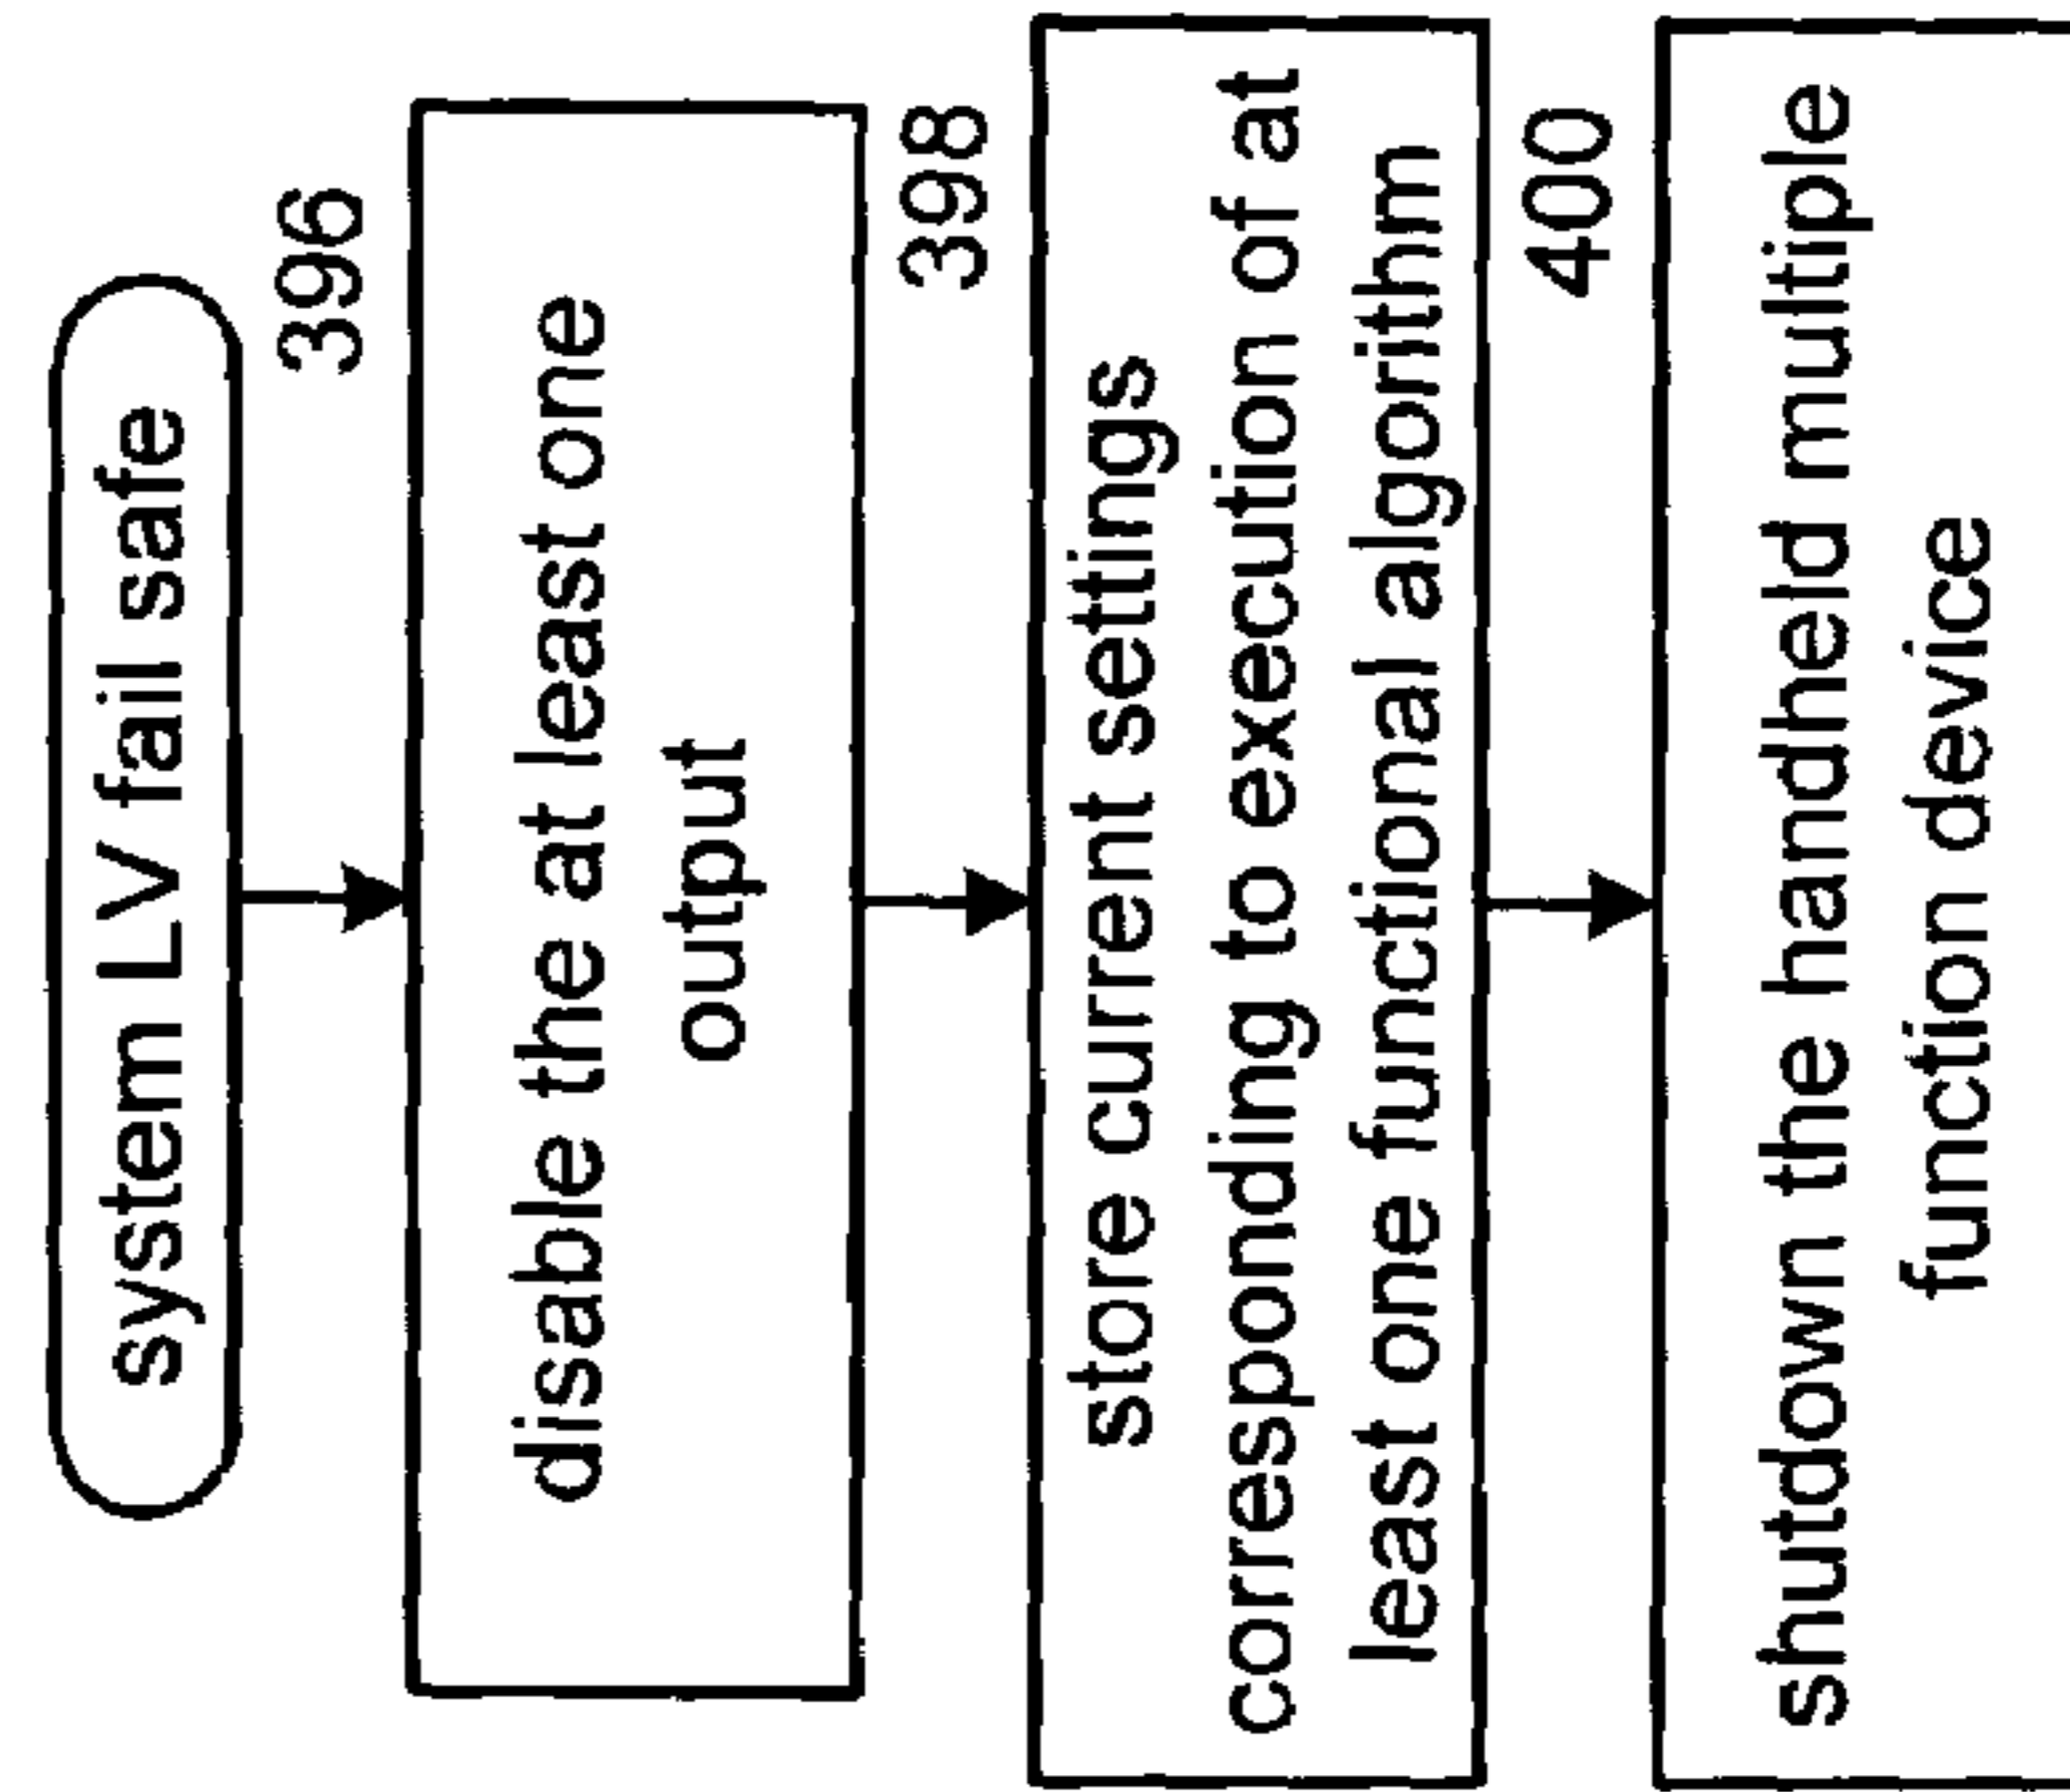 system LV fail safe
396
disable the at least one
output
398
store current settings
corresponding to execution of at
least one functional algorithm
400
shutdown the handheld multiple
function device